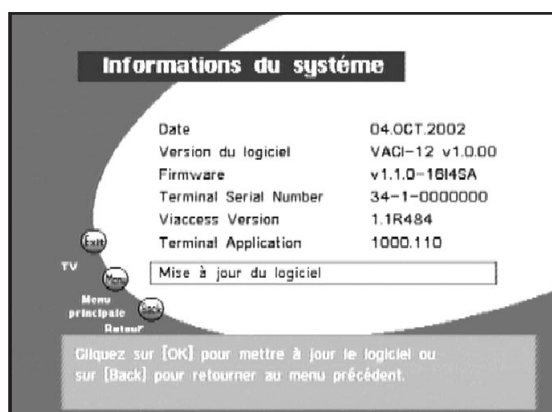 Informations du systéme
Date 04.OCT.2002
Version du logiciel VACI-12 v1.0.00
Firmware v1.1.0-16I4SA
Terminal Serial Number 34-1-0000000
Viaccess Version 1.1R484
Terminal Application 1000.110
Mise à jour du logiciel
Exit
TV
Menu
Menu
principale
Back
Retour
Cliquez sur [OK] pour mettre à jour le logiciel ou
sur [Back] pour retourner au menu précédent.